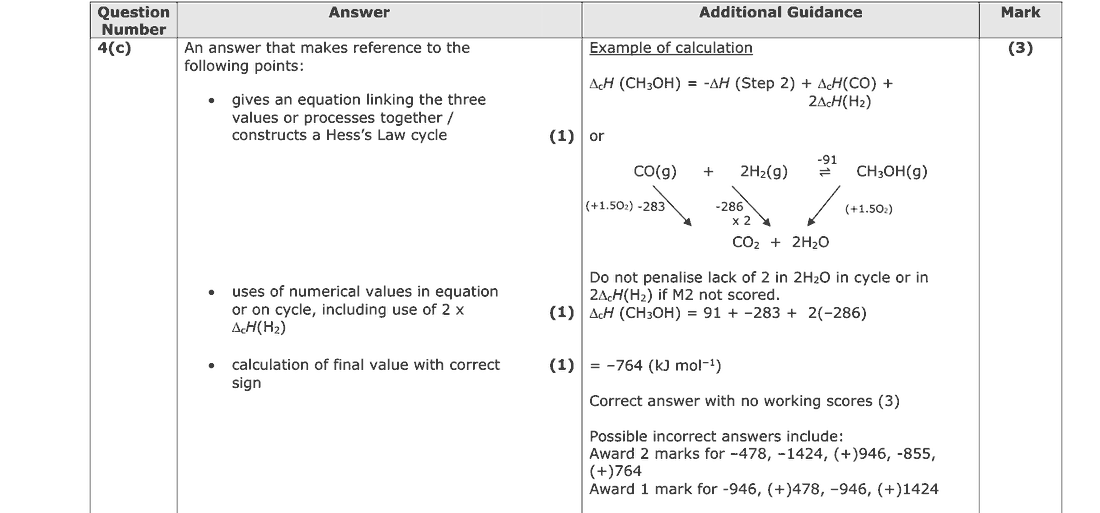 Question Number
Answer
Additional Guidance
Mark
4(c)
An answer that makes reference to the
following points:
• gives an equation linking the three
values or processes together /
constructs a Hess's Law cycle
(1)
• uses of numerical values in equation
or on cycle, including use of 2 x
ΔcH(H₂)
(1)
• calculation of final value with correct
sign
(1)
Example of calculation
ΔcH (CH₃OH) = -ΔH (Step 2) + ΔcH(CO) +
2ΔcH(H₂)
or
-91
CO(g) + 2H₂(g) ⇌ CH₃OH(g)
(+1.5O₂) -283 -286 (+1.5O₂)
x 2
CO₂ + 2H₂O
Do not penalise lack of 2 in 2H₂O in cycle or in
2ΔcH(H₂) if M2 not scored.
ΔcH (CH₃OH) = 91 + –283 + 2(–286)
= –764 (kJ mol⁻¹)
Correct answer with no working scores (3)
Possible incorrect answers include:
Award 2 marks for –478, –1424, (+)946, -855,
(+)764
Award 1 mark for -946, (+)478, –946, (+)1424
(3)